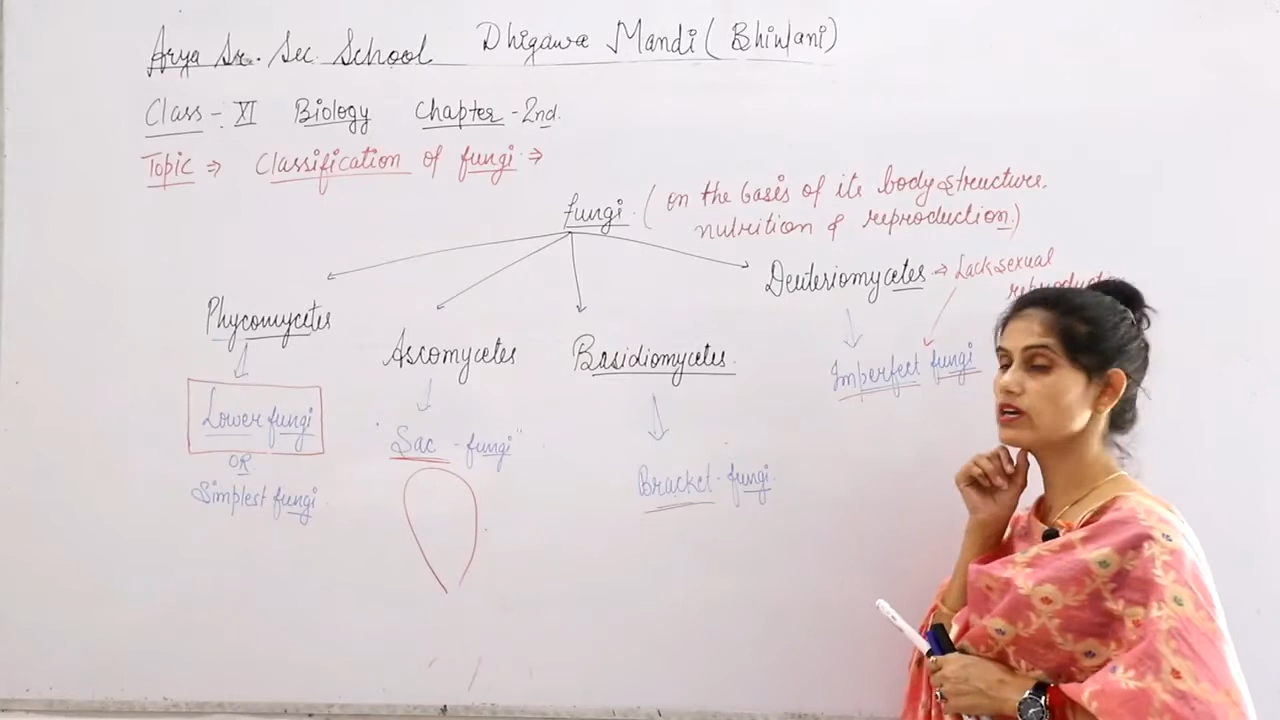 Arya Sr. Sec. School Dhigawa Mandi (Bhiwani)
Class - XI Biology Chapter - 2nd.
Topic ⇒ Classification of fungi ⇒
fungi. (on the bases of its body structure.
nutrition & reproduction.)
Deuteriomycetes → Lack sexual
reproduction
Phycomycetes
Ascomycetes
Basidiomycetes.
Imperfect fungi
Lower fungi
OR
Simplest fungi.
"Sac - fungi"
Bracket - fungi.